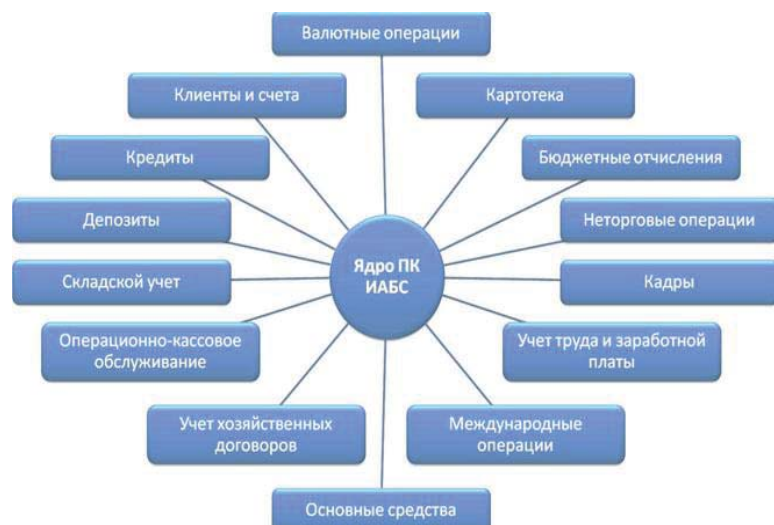 Валютные операции
Клиенты и счета
Картотека
Кредиты
Бюджетные отчисления
Депозиты
Неторговые операции
Ядро ПК
ИАБС
Складской учет
Кадры
Операционно-кассовое
обслуживание
Учет труда и заработной
платы
Учет хозяйственных
договоров
Международные
операции
Основные средства